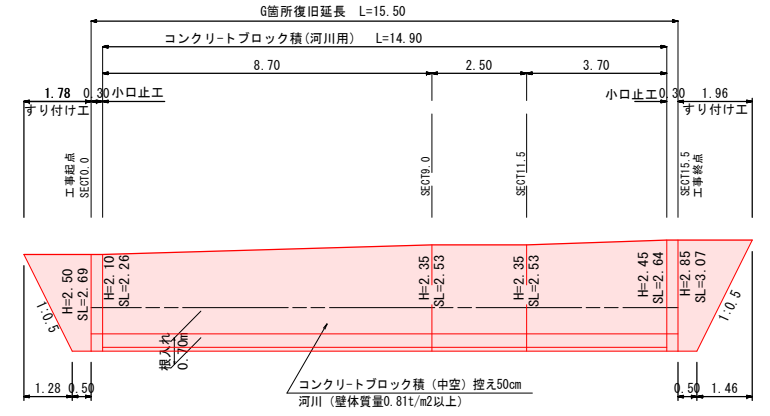 G箇所復旧延長 L=15.50
コンクリートブロック積(河川用) L=14.90
8.70
2.50
3.70
1.78
0.30
小口止工
小口止工
0.30
1.96
すり付け工
すり付け工
工事起点
SECT0.0
SECT9.0
SECT11.5
SECT15.5
工事終点
H=2.50
SL=2.69
H=2.10
SL=2.26
H=2.35
SL=2.53
H=2.35
SL=2.53
H=2.45
SL=2.64
H=2.85
SL=3.07
1:0.5
1:0.5
根入れ
0.70m
1.28
0.50
コンクリートブロック積（中空）控え50cm
河川（壁体質量0.81t/m2以上）
0.50
1.46